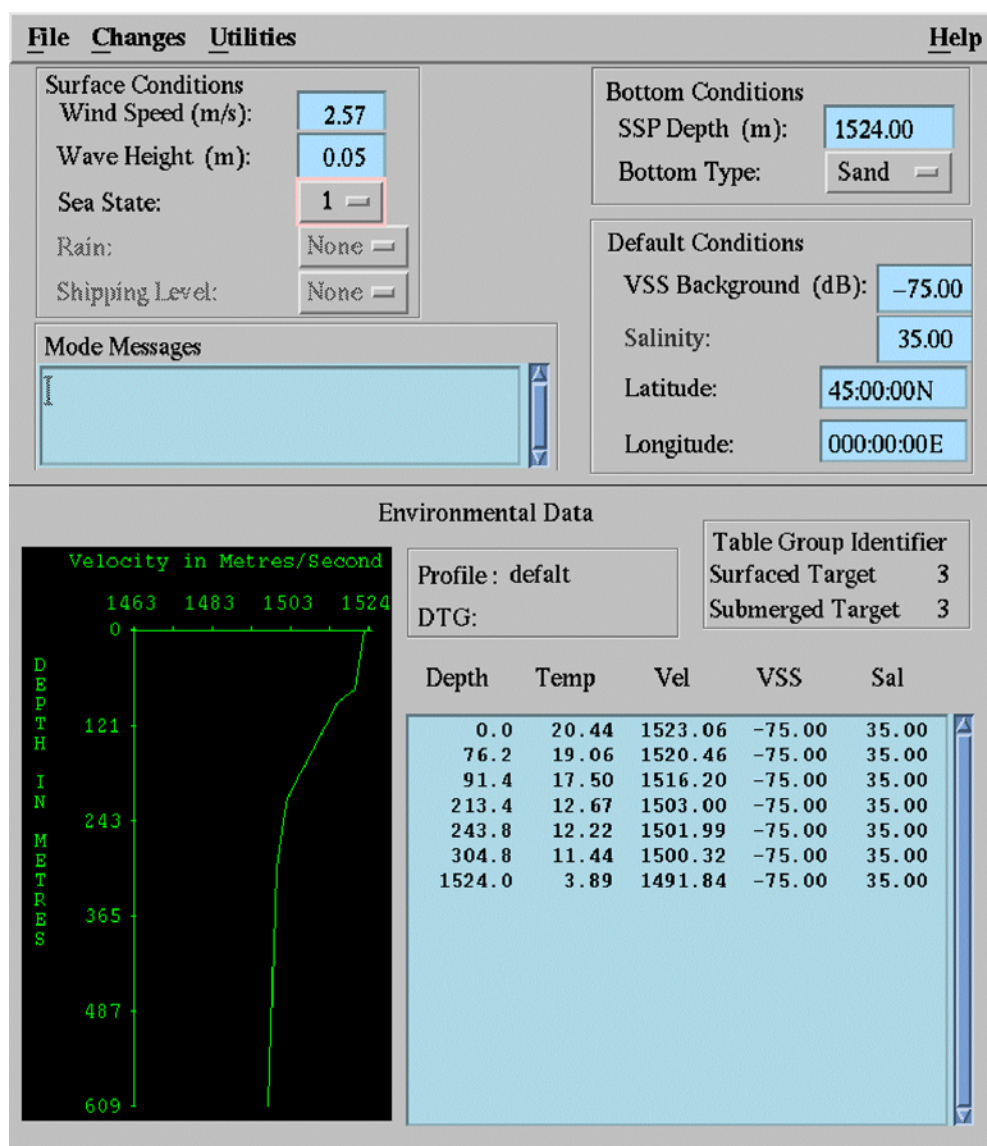 File Changes Utilities Help
Surface Conditions
Wind Speed (m/s): 2.57
Wave Height (m): 0.05
Sea State: 1
Rain: None
Shipping Level: None
Bottom Conditions
SSP Depth (m): 1524.00
Bottom Type: Sand
Default Conditions
VSS Background (dB): -75.00
Salinity: 35.00
Latitude: 45:00:00N
Longitude: 000:00:00E
Mode Messages
Environmental Data
Velocity in Metres/Second
1463 1483 1503 1524
0
121
243
365
487
609
DEPTH IN METRES
Profile: defalt
DTG:
Table Group Identifier
Surfaced Target 3
Submerged Target 3
Depth Temp Vel VSS Sal
0.0 20.44 1523.06 -75.00 35.00
76.2 19.06 1520.46 -75.00 35.00
91.4 17.50 1516.20 -75.00 35.00
213.4 12.67 1503.00 -75.00 35.00
243.8 12.22 1501.99 -75.00 35.00
304.8 11.44 1500.32 -75.00 35.00
1524.0 3.89 1491.84 -75.00 35.00